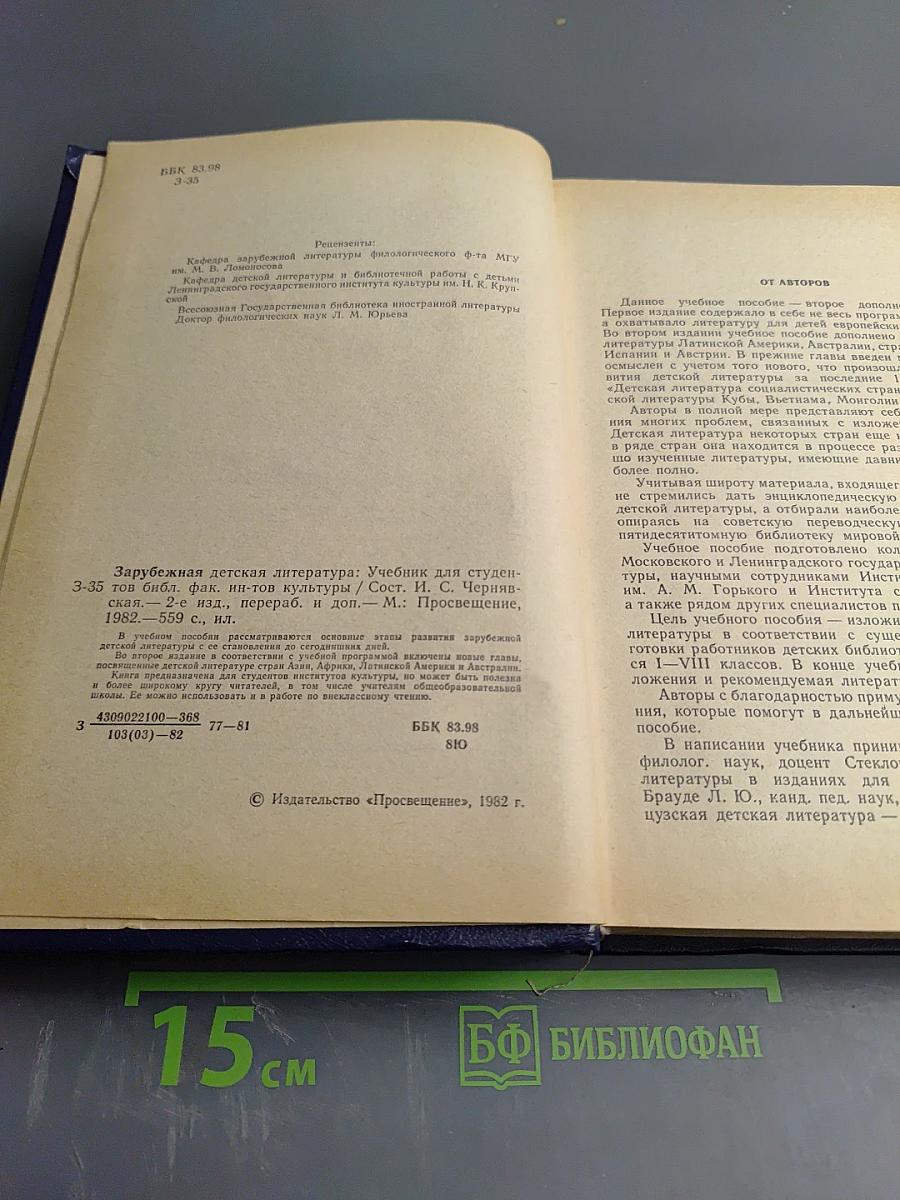 ББК 83.98
З-35
Рецензенты:
Кафедра зарубежной литературы филологического ф-та МГУ
им. М. В. Ломоносова
Кафедра детской литературы и библиотечной работы с детьми
Ленинградского государственного института культуры им. Н. К. Круп-
ской
Всесоюзная Государственная библиотека иностранной литературы
Доктор филологических наук Л. М. Юрьева
Зарубежная детская литература: Учебник для студен-
З-35 тов библ. фак. ин-тов культуры / Сост. И. С. Черняв-
ская.— 2-е изд., перераб. и доп.— М.: Просвещение,
1982.—559 с., ил.
В учебном пособии рассматриваются основные этапы развития зарубежной
детской литературы с ее становления до сегодняшних дней.
Во второе издание в соответствии с учебной программой включены новые главы,
посвященные детской литературе стран Азии, Африки, Латинской Америки и Австралии.
Книга предназначена для студентов институтов культуры, но может быть полезна
и более широкому кругу читателей, в том числе учителям общеобразовательной
школы. Ее можно использовать и в работе по внеклассному чтению.
З 4309022100—368 77—81
103(03)—82
ББК 83.98
8Ю
© Издательство «Просвещение», 1982 г.
ОТ АВТОРОВ
Данное учебное пособие — второе дополн
Первое издание содержало в себе не весь програм
а охватывало литературу для детей европейски
Во втором издании учебное пособие дополнено
литературы Латинской Америки, Австралии, стра
Испании и Австрии. В прежние главы введен
осмыслен с учетом того нового, что произошл
вития детской литературы за последние 1
«Детская литература социалистических стран
ской литературы Кубы, Вьетнама, Монголии
Авторы в полной мере представляют себ
ния многих проблем, связанных с изложе
Детская литература некоторых стран еще
в ряде стран она находится в процессе раз
шо изученные литературы, имеющие давни
более полно.
Учитывая широту материала, входящег
не стремились дать энциклопедическую
детской литературы, а отбирали наиболе
опираясь на советскую переводческу
пятидесятитомную библиотеку мировой
Учебное пособие подготовлено кол
Московского и Ленинградского государ
туры, научными сотрудниками Инсти
им. А. М. Горького и Института с
а также рядом других специалистов п
Цель учебного пособия — изложи
литературы в соответствии с суще
готовки работников детских библиот
ся I—VIII классов. В конце учеб
ложения и рекомендуемая литерат
Авторы с благодарностью приму
ния, которые помогут в дальнейш
пособие.
В написании учебника прини
филолог. наук, доцент Стекло
литературы в изданиях для
Брауде Л. Ю., канд. пед. наук,
цузская детская литература —
15 см
БФ БИБЛИОФАН